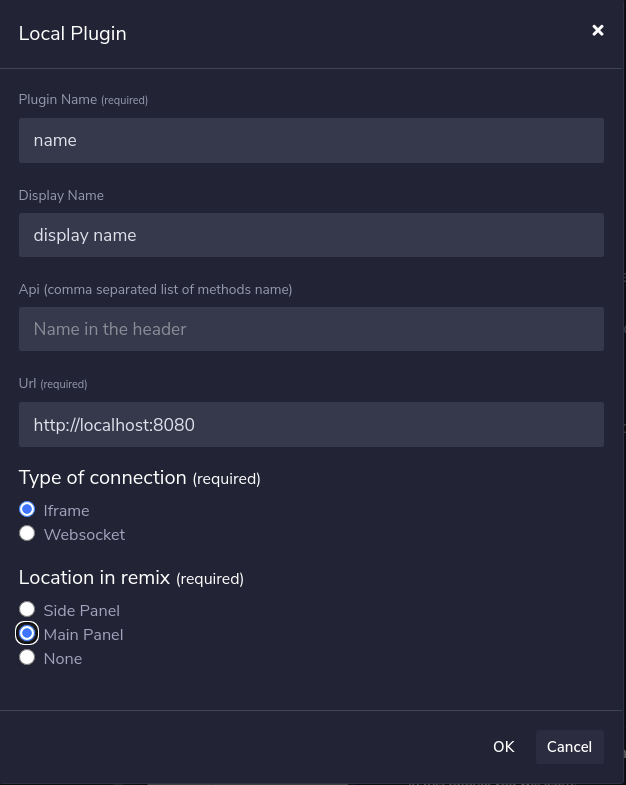 Local Plugin
Plugin Name (required)
name
Display Name
display name
Api (comma separated list of methods name)
Name in the header
Url (required)
http://localhost:8080
Type of connection (required)
Iframe
Websocket
Location in remix (required)
Side Panel
Main Panel
None
OK Cancel